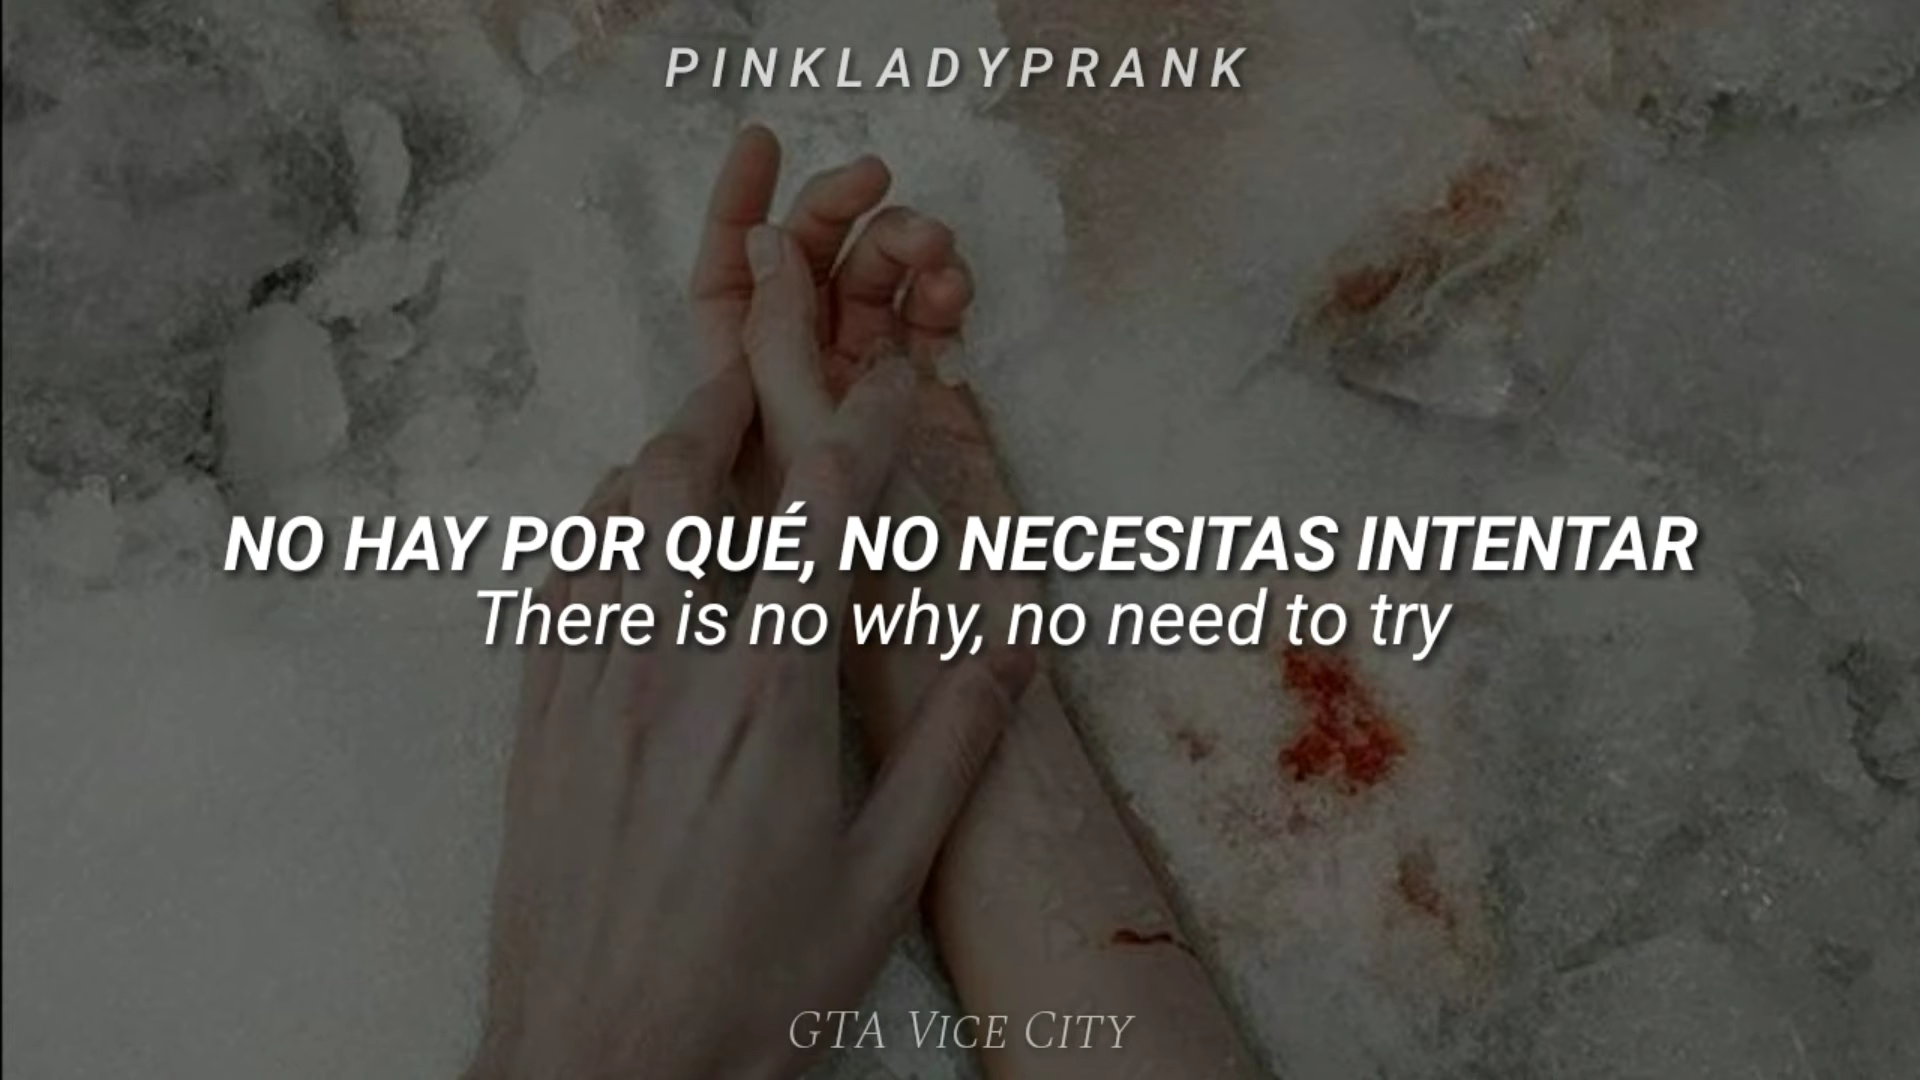 PINKLADYPRANK
NO HAY POR QUÉ, NO NECESITAS INTENTAR
There is no why, no need to try
GTA VICE CITY